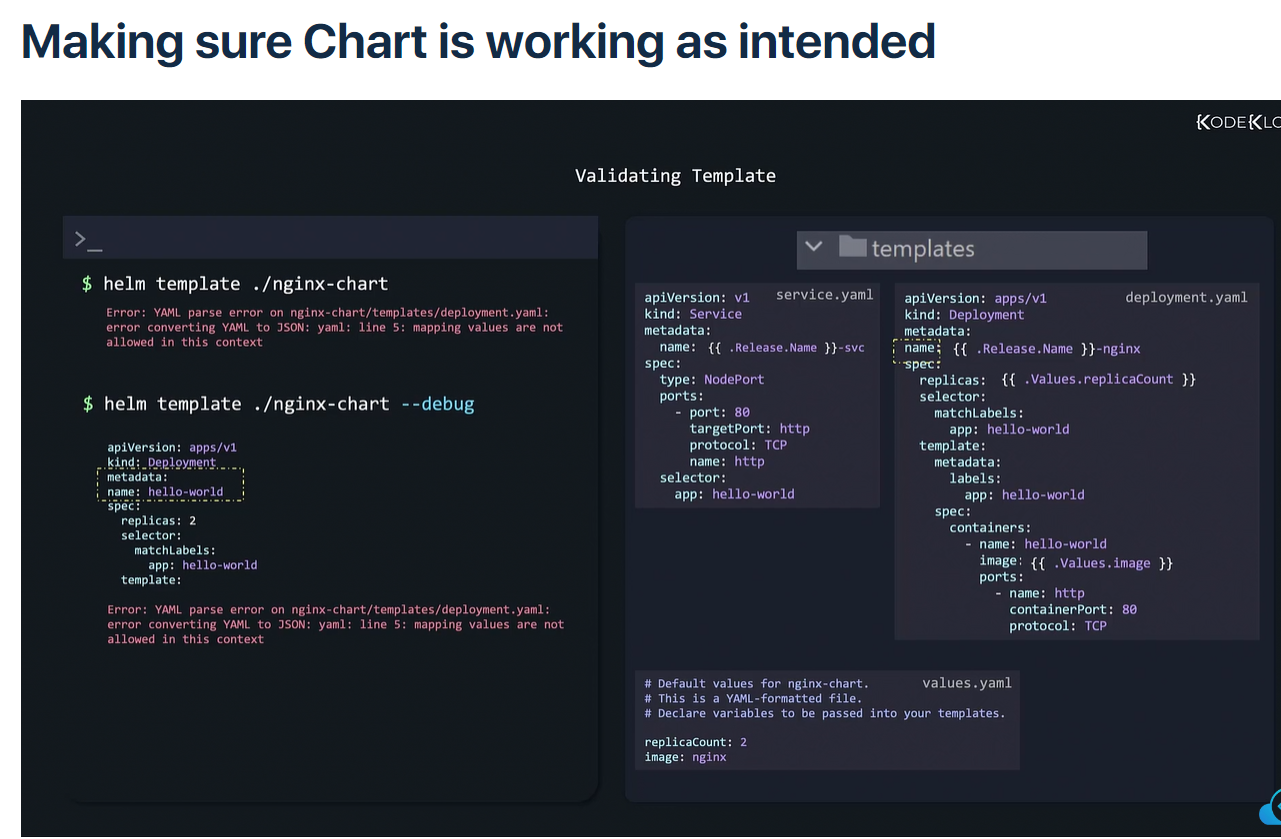 Making sure Chart is working as intended
KODEKLO
Validating Template
>_
$ helm template ./nginx-chart
Error: YAML parse error on nginx-chart/templates/deployment.yaml:
error converting YAML to JSON: yaml: line 5: mapping values are not
allowed in this context
$ helm template ./nginx-chart --debug
apiVersion: apps/v1
kind: Deployment
metadata:
name: hello-world
spec:
  replicas: 2
  selector:
    matchLabels:
      app: hello-world
  template:
Error: YAML parse error on nginx-chart/templates/deployment.yaml:
error converting YAML to JSON: yaml: line 5: mapping values are not
allowed in this context
templates
service.yaml
apiVersion: v1
kind: Service
metadata:
  name: {{ .Release.Name }}-svc
spec:
  type: NodePort
  ports:
    - port: 80
      targetPort: http
      protocol: TCP
      name: http
  selector:
    app: hello-world
deployment.yaml
apiVersion: apps/v1
kind: Deployment
metadata:
name: {{ .Release.Name }}-nginx
spec:
  replicas: {{ .Values.replicaCount }}
  selector:
    matchLabels:
      app: hello-world
  template:
    metadata:
      labels:
        app: hello-world
    spec:
      containers:
        - name: hello-world
          image: {{ .Values.image }}
          ports:
            - name: http
              containerPort: 80
              protocol: TCP
values.yaml
# Default values for nginx-chart.
# This is a YAML-formatted file.
# Declare variables to be passed into your templates.
replicaCount: 2
image: nginx